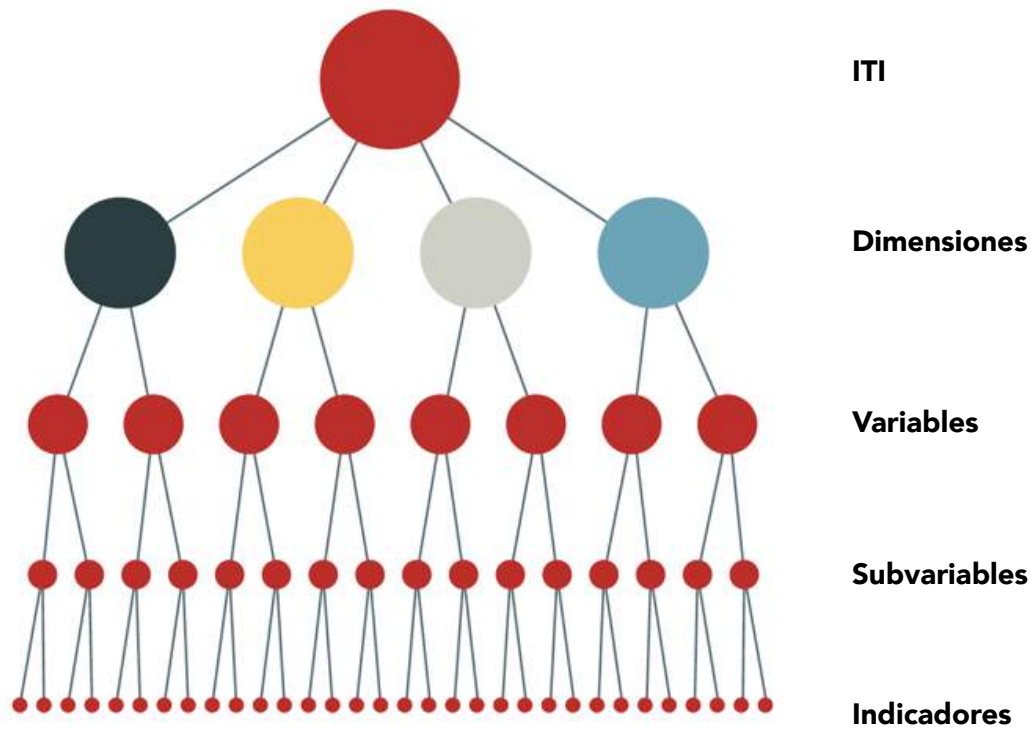 ITI
Dimensiones
Variables
Subvariables
Indicadores